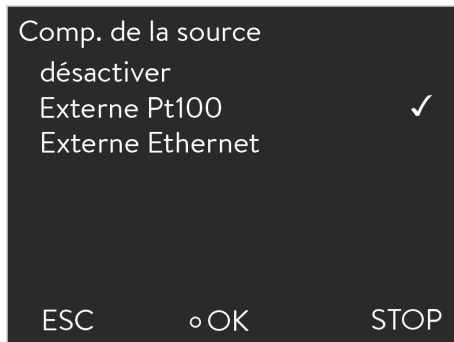 Comp. de la source
désactiver
Externe Pt100 ✓
Externe Ethernet
ESC ○ OK STOP